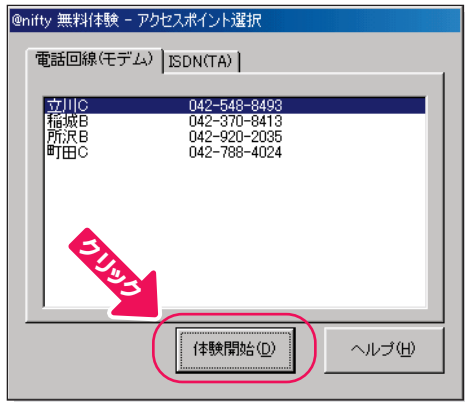 @nifty 無料体験 - アクセスポイント選択
電話回線(モデム) ISDN(TA)
立川C 042-548-8493
稲城B 042-370-8413
所沢B 042-920-2035
町田C 042-788-4024
クリック
体験開始(D) ヘルプ(H)